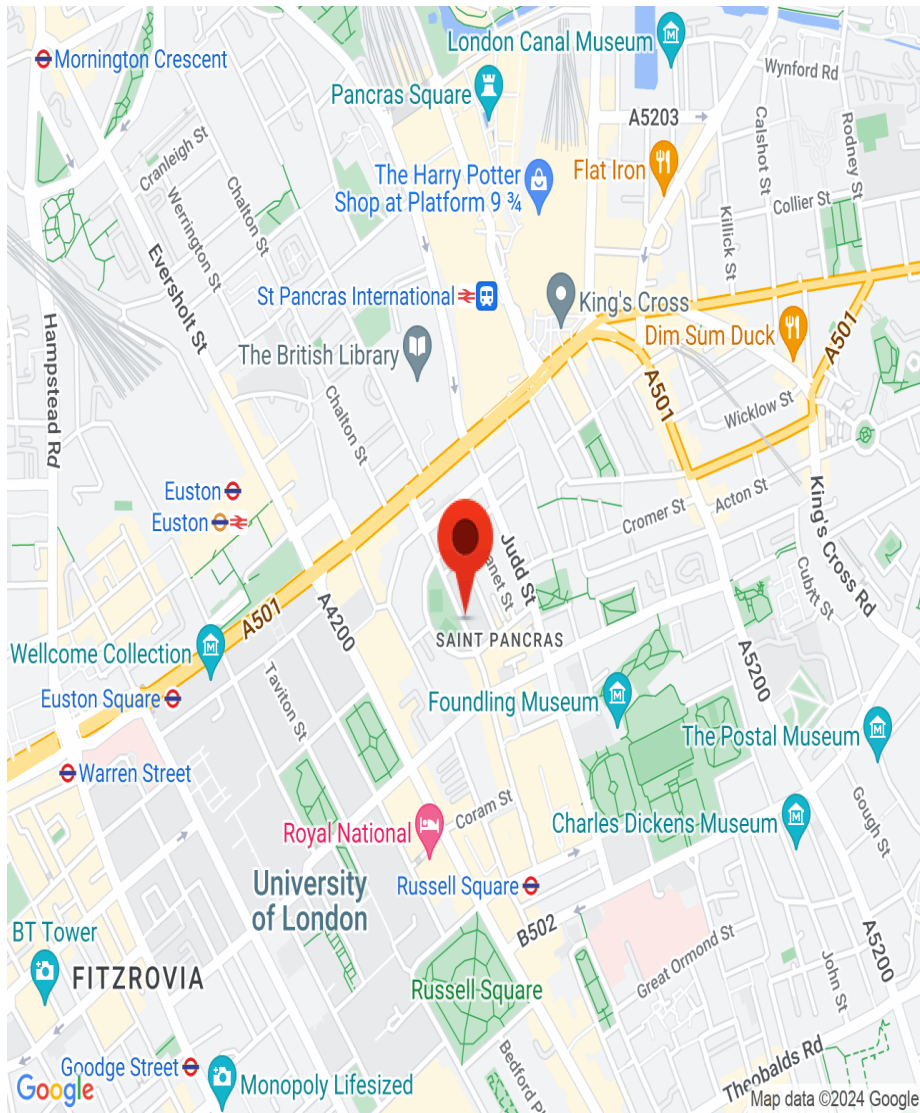 London Canal Museum
Mornington Crescent
Wynford Rd
Pancras Square
A5203
Calshot St
Rodney St
Cranleigh St
The Harry Potter
Shop at Platform 9 ¾
Flat Iron
Werrington St
Chalton St
Killick St
Collier St
Eversholt St
St Pancras International
King's Cross
Hampstead Rd
The British Library
Dim Sum Duck
A501
A501
Chalton St
Wicklow St
Euston
Euston
Acton St
Cromer St
King's Cross Rd
Judd St
anet St
Cubitt St
A501
A4200
SAINT PANCRAS
Wellcome Collection
A5200
Euston Square
Taviton St
Foundling Museum
The Postal Museum
Warren Street
Coram St
Royal National
Charles Dickens Museum
Gough St
University
of London
Russell Square
B502
BT Tower
FITZROVIA
Great Ormond St
A5200
John St
Russell Square
Goodge Street
Bedford Pl
Theobalds Rd
Google
Monopoly Lifesized
Map data ©2024 Google